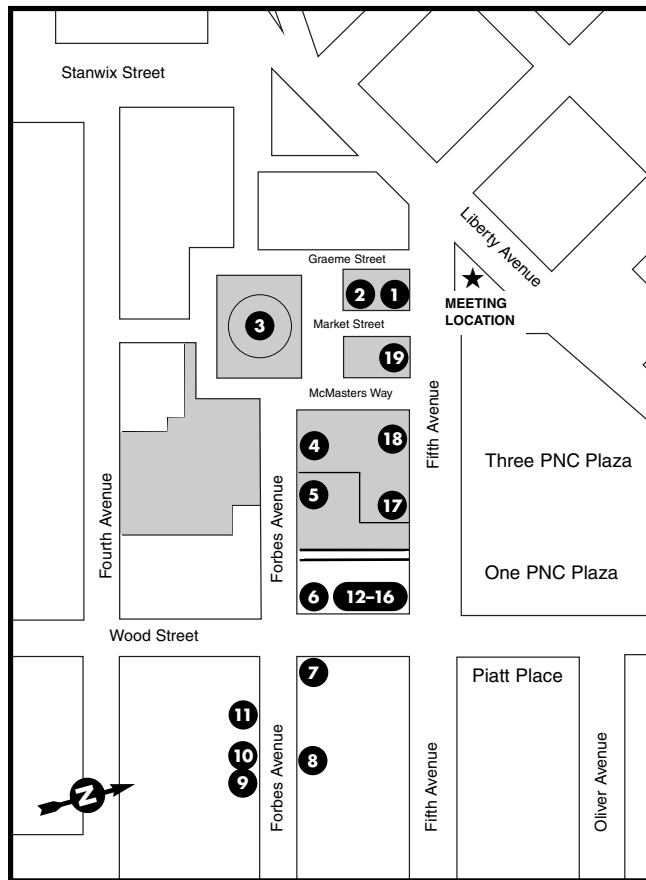 Stanwix Street
Liberty Avenue
Graeme Street
2
1
MEETING
LOCATION
3
Market Street
19
McMasters Way
4
18
Fifth Avenue
Three PNC Plaza
5
17
Fourth Avenue
Forbes Avenue
One PNC Plaza
6
12–16
Wood Street
7
Piatt Place
11
10
9
8
Forbes Avenue
Fifth Avenue
Oliver Avenue
N